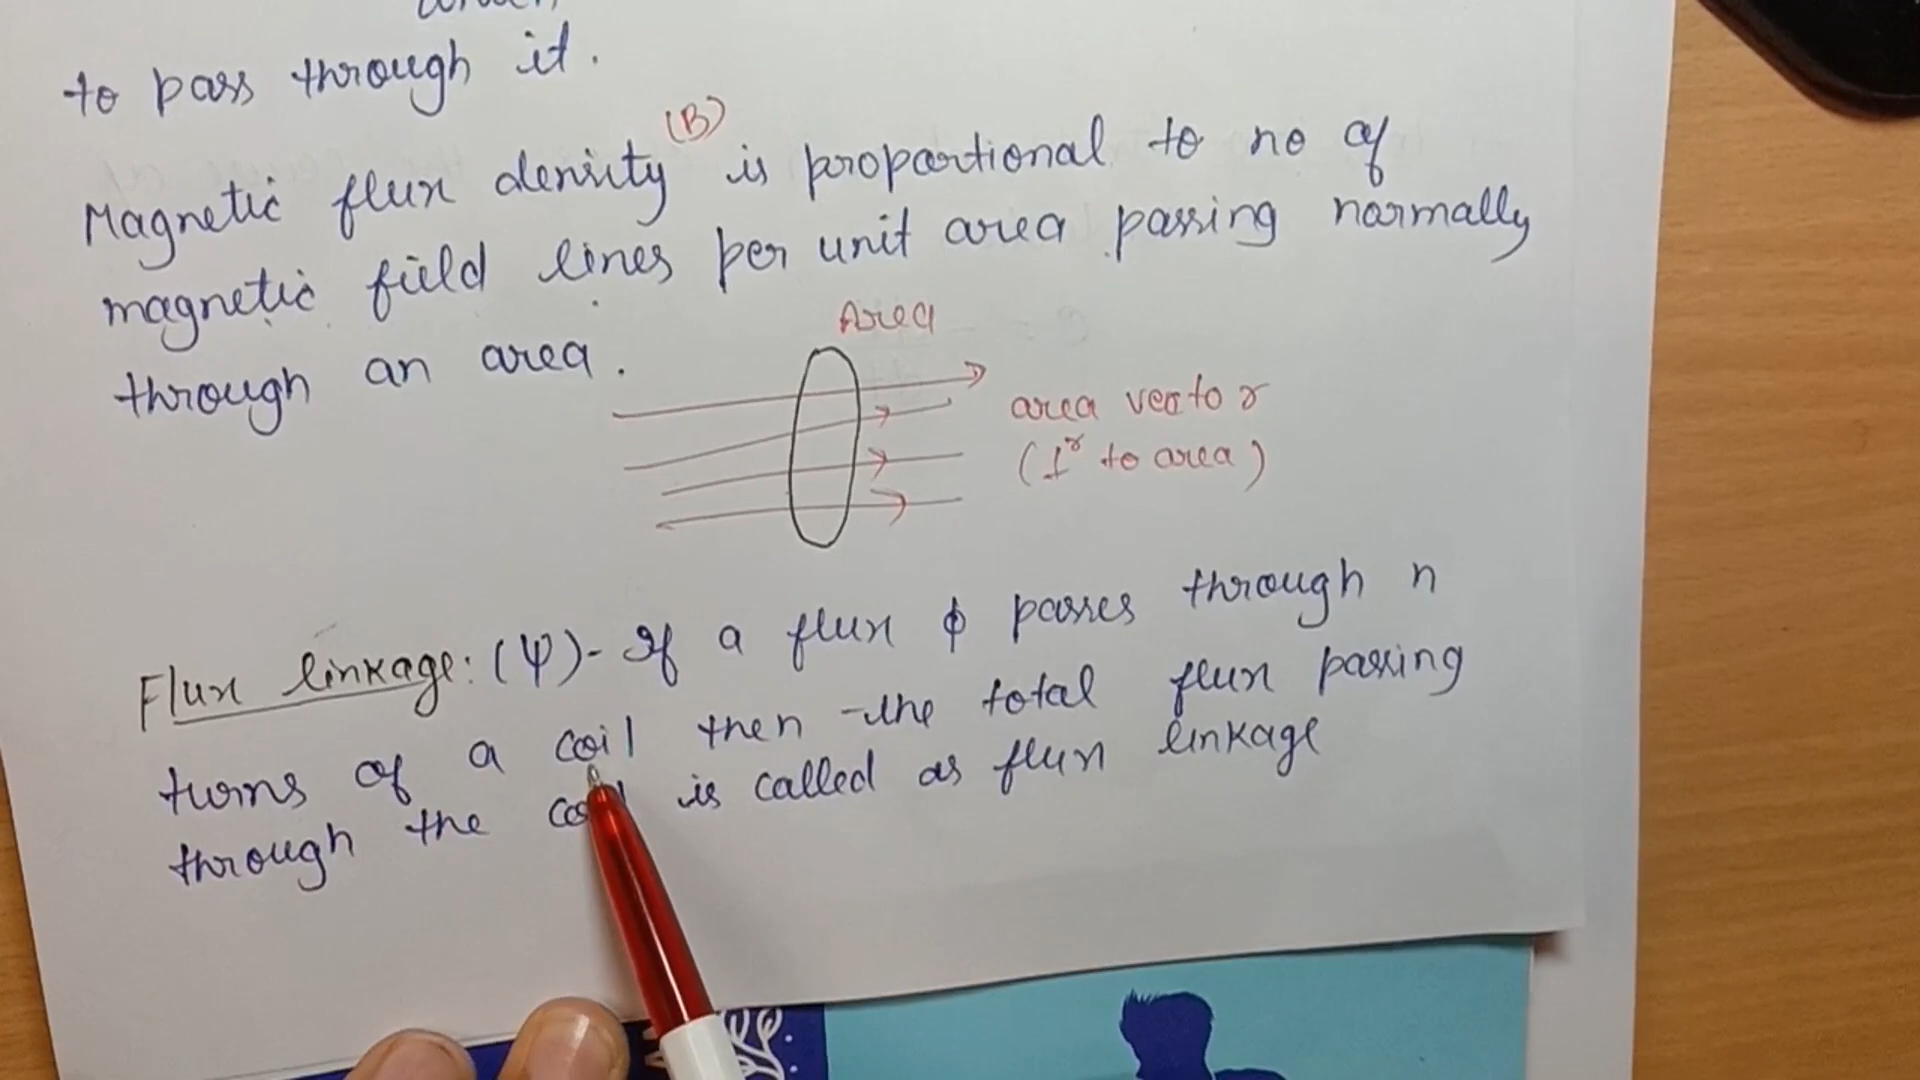 to pass through it.
(B)
Magnetic flux density is proportional to no of
magnetic field lines per unit area passing normally
through an area.
Area
area vector
(⊥r to area)
Flux linkage: (ψ)- If a flux ϕ passes through n
turns of a coil then the total flux passing
through the coil is called as flux linkage